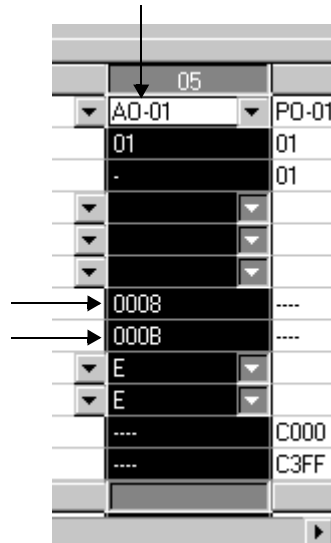 05
AO-01 PO-01
01 01
- 01
0008 ----
000B ----
E
E
---- C000
---- C3FF